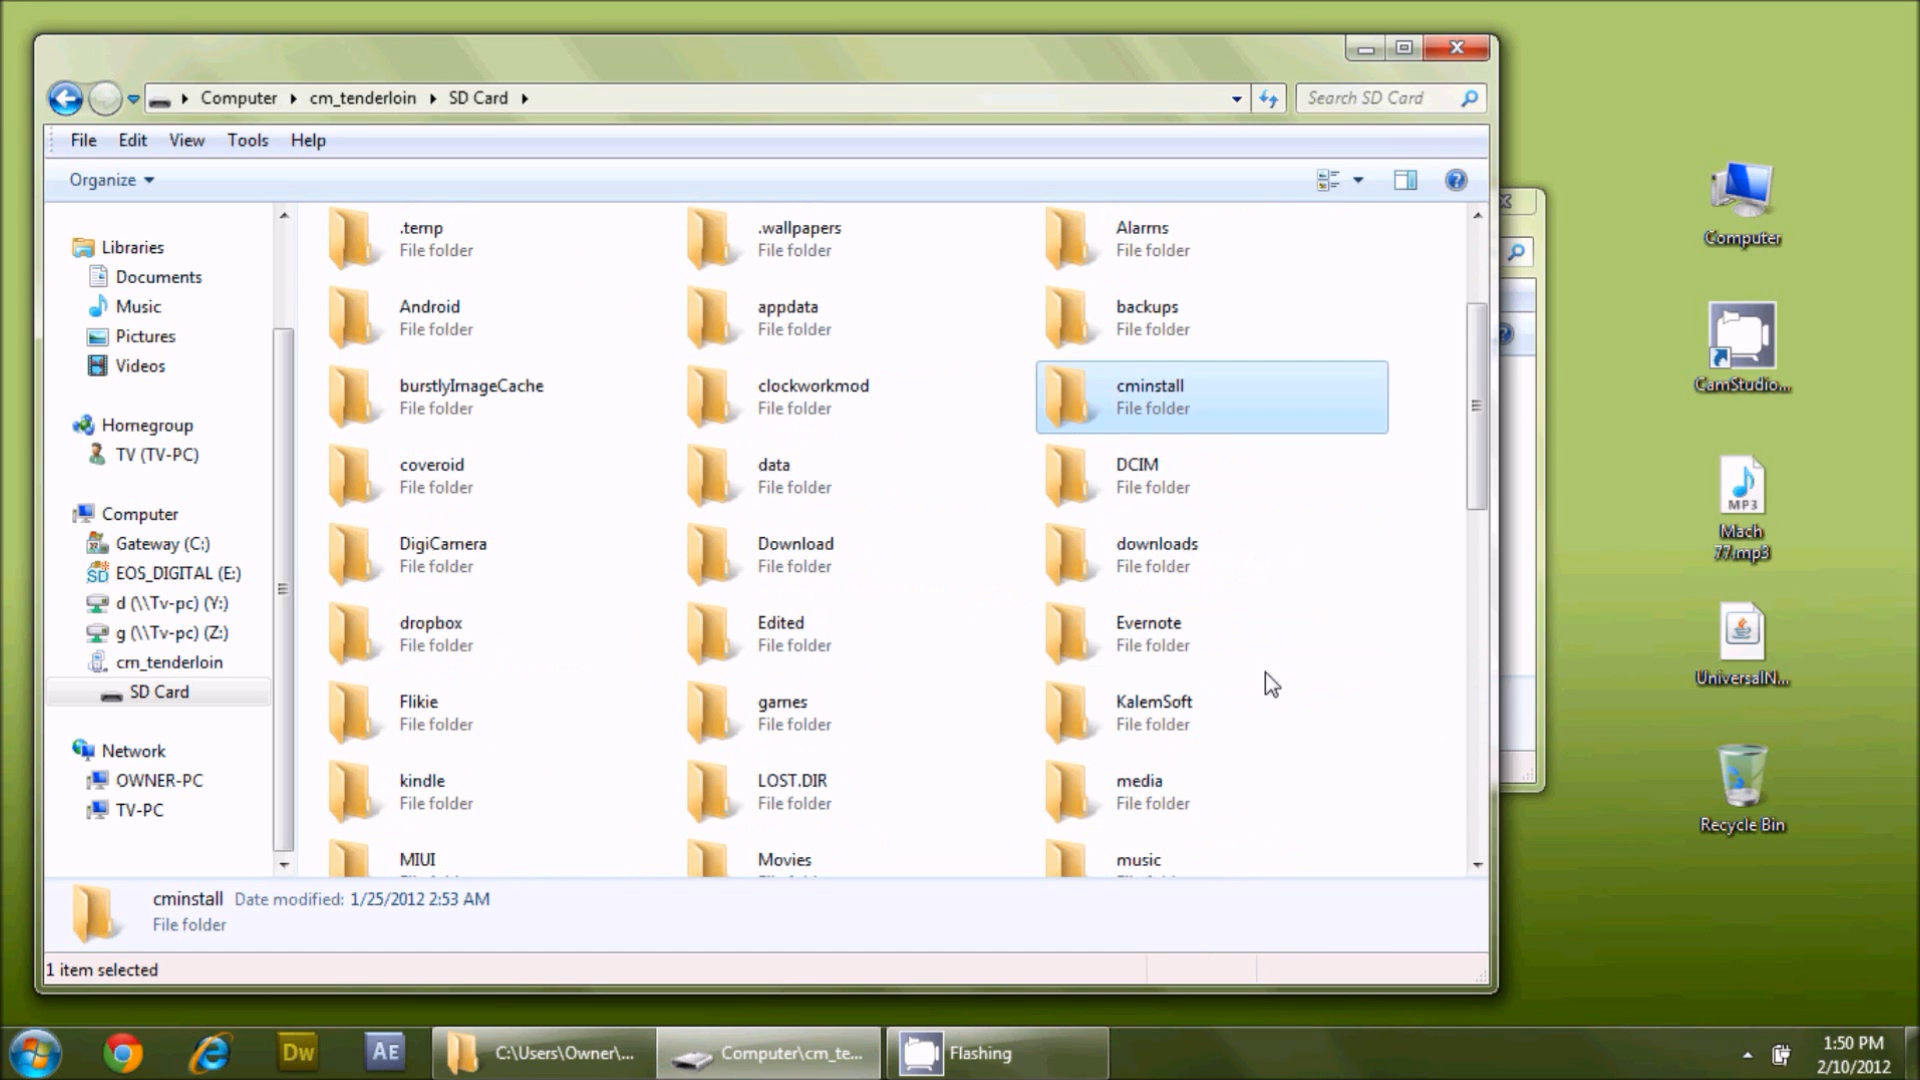 Computer cm_tenderloin SD Card
Search SD Card
File Edit View Tools Help
Organize
Libraries
Documents
Music
Pictures
Videos
Homegroup
TV (TV-PC)
Computer
Gateway (C:)
EOS_DIGITAL (E:)
d (\\Tv-pc) (Y:)
g (\\Tv-pc) (Z:)
cm_tenderloin
SD Card
Network
OWNER-PC
TV-PC
.temp
File folder
.wallpapers
File folder
Alarms
File folder
Android
File folder
appdata
File folder
backups
File folder
burstlyImageCache
File folder
clockworkmod
File folder
cminstall
File folder
coveroid
File folder
data
File folder
DCIM
File folder
DigiCamera
File folder
Download
File folder
downloads
File folder
dropbox
File folder
Edited
File folder
Evernote
File folder
Flikie
File folder
games
File folder
KalemSoft
File folder
kindle
File folder
LOST.DIR
File folder
media
File folder
MIUI
Movies
music
cminstall Date modified: 1/25/2012 2:53 AM
File folder
1 item selected
Computer
CamStudio...
MP3
Mach
77.mp3
UniversalN...
Recycle Bin
Dw
AE
C:\Users\Owner\...
Computer\cm_te...
Flashing
1:50 PM
2/10/2012